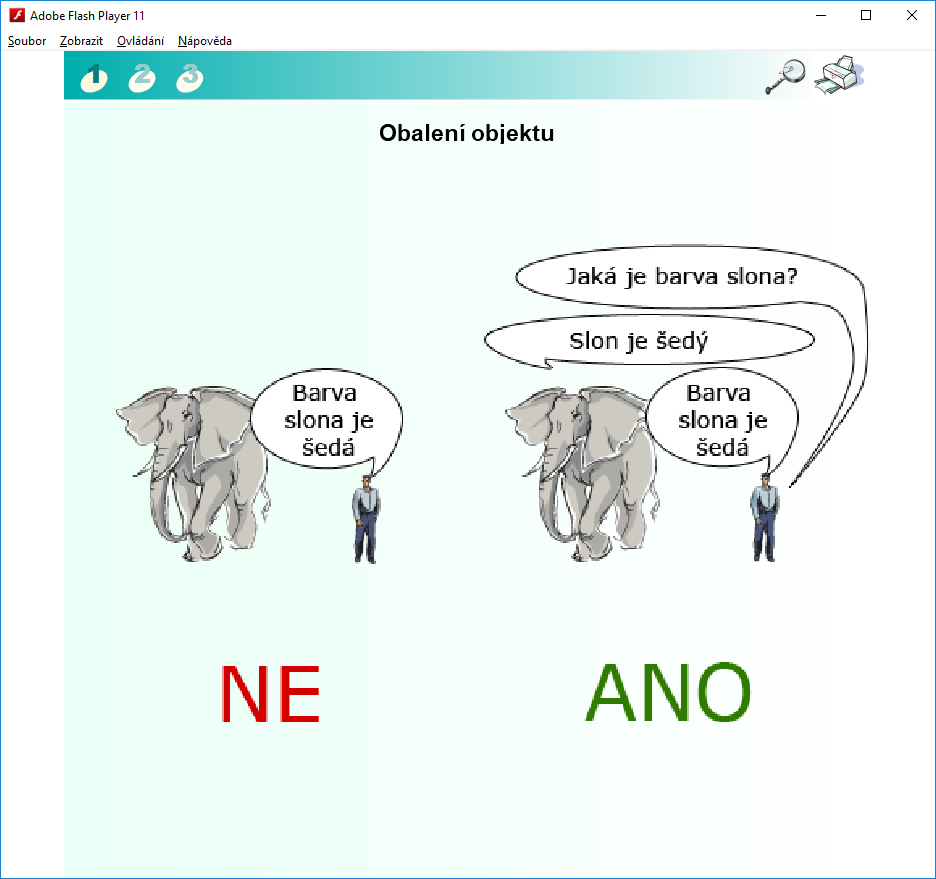 Adobe Flash Player 11
Soubor Zobrazit Ovládání Nápověda
1 2 3
Obalení objektu
Jaká je barva slona?
Slon je šedý
Barva
slona je
šedá
Barva
slona je
šedá
NE
ANO